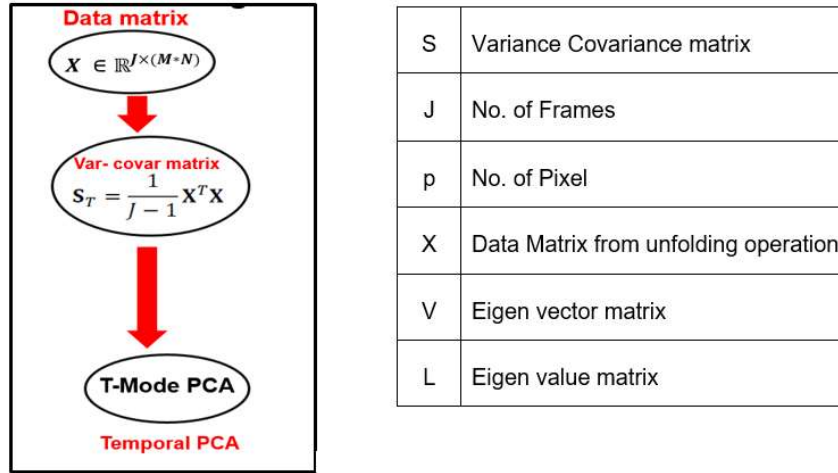 Data matrix
X ∈ ℝ^{J×(M*N)}
Var- covar matrix
S_T = \frac{1}{J − 1} X^T X
T-Mode PCA
Temporal PCA
S Variance Covariance matrix
J No. of Frames
p No. of Pixel
X Data Matrix from unfolding operation
V Eigen vector matrix
L Eigen value matrix